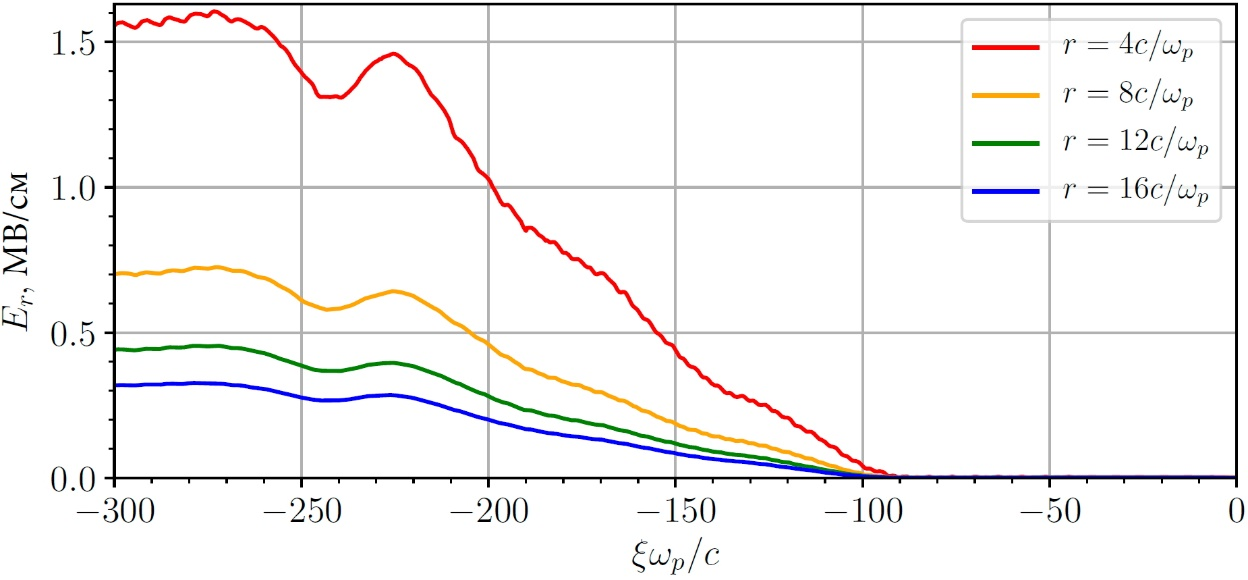 1.5
1.0
0.5
0.0
E_r, МВ/см
r = 4c/ω_p
r = 8c/ω_p
r = 12c/ω_p
r = 16c/ω_p
−300 −250 −200 −150 −100 −50 0
ξω_p/c